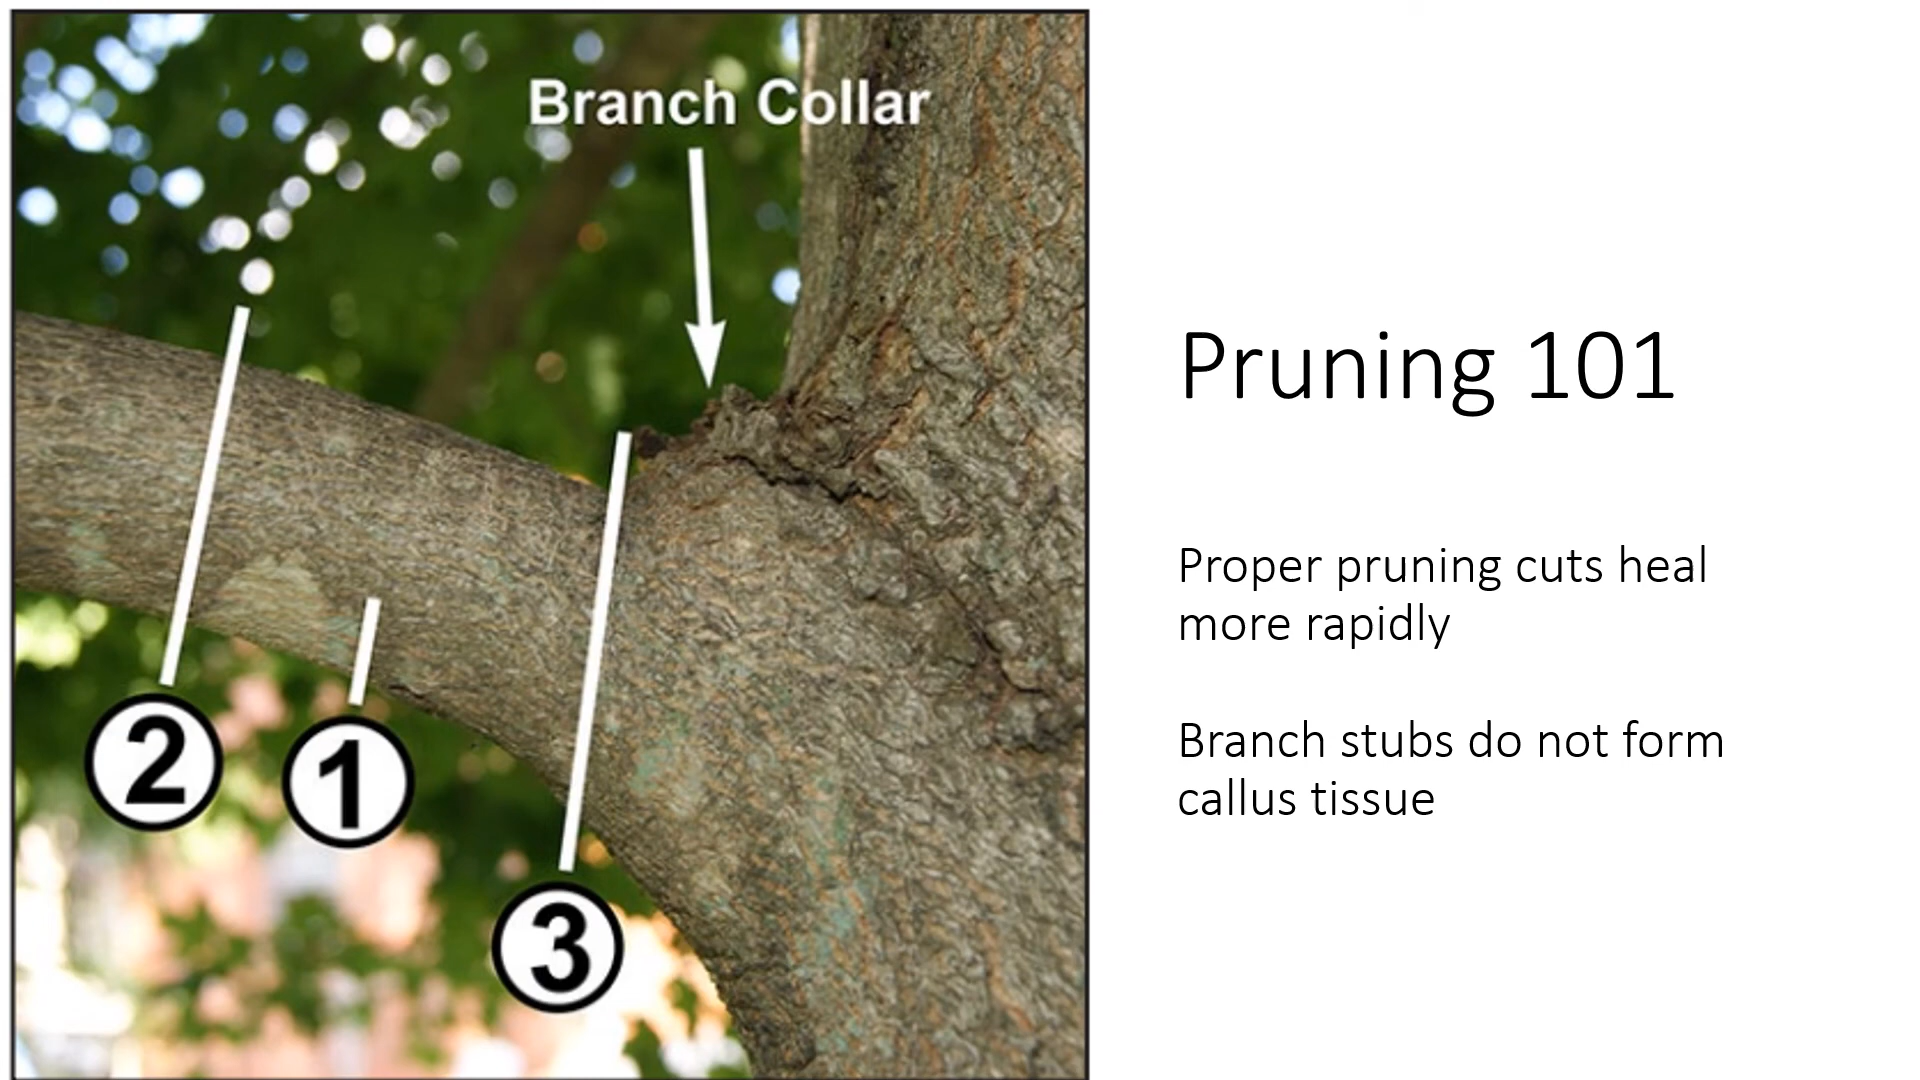 Branch Collar
2
1
3
Pruning 101
Proper pruning cuts heal
more rapidly
Branch stubs do not form
callus tissue